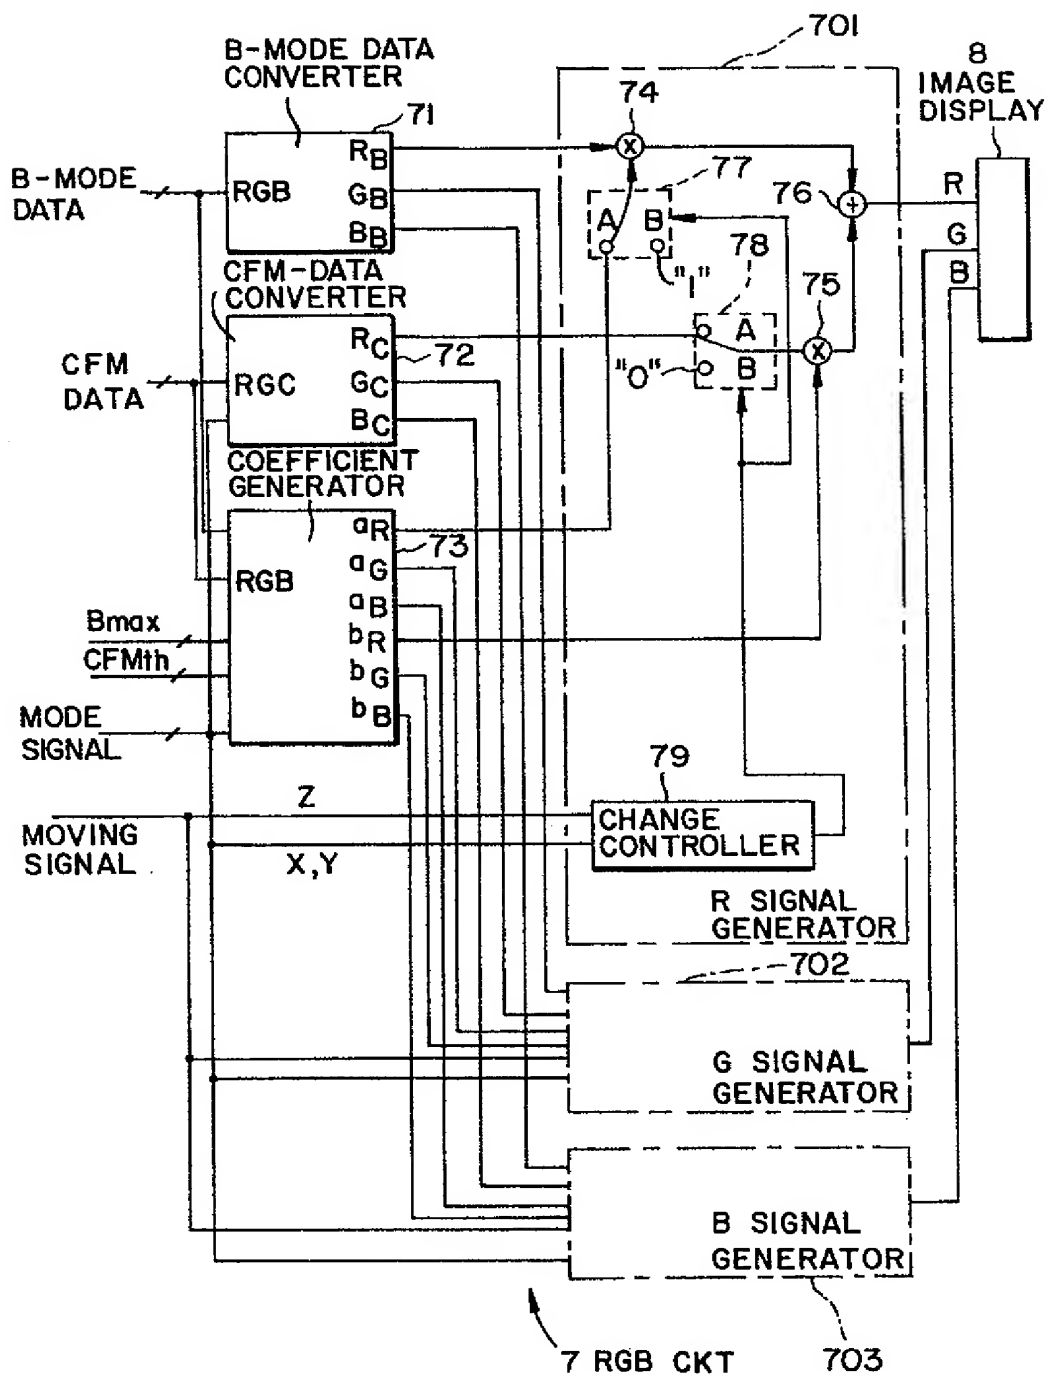 B-MODE DATA
CONVERTER
71
B-MODE
DATA
RGB
RB
GB
BB
CFM-DATA
CONVERTER
CFM
DATA
RGC
RC
72
GC
BC
COEFFICIENT
GENERATOR
RGB
aR
73
aG
aB
bR
bG
bB
Bmax
CFMth
MODE
SIGNAL
MOVING
SIGNAL
Z
X,Y
701
74
77
A
B
"1"
78
A
B
"0"
75
76
8
IMAGE
DISPLAY
R
G
B
79
CHANGE
CONTROLLER
R SIGNAL
GENERATOR
702
G SIGNAL
GENERATOR
B SIGNAL
GENERATOR
703
7 RGB CKT